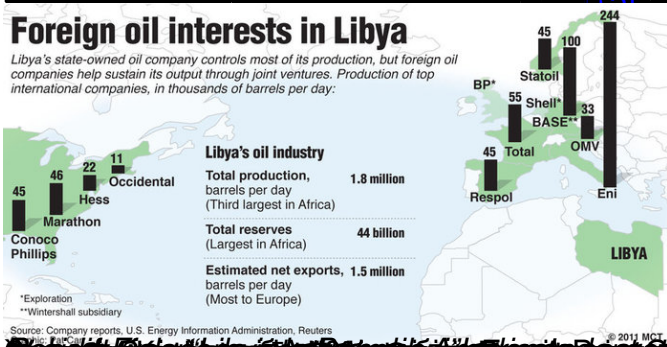 Foreign oil interests in Libya
Libya's state-owned oil company controls most of its production, but foreign oil
companies help sustain its output through joint ventures. Production of top
international companies, in thousands of barrels per day:
45
Conoco
Phillips
46
Marathon
22
Hess
11
Occidental
Libya's oil industry
Total production, 1.8 million
barrels per day
(Third largest in Africa)
Total reserves 44 billion
(Largest in Africa)
Estimated net exports, 1.5 million
barrels per day
(Most to Europe)
45
Statoil
BP*
Shell*
100
BASE**
55
Total
33
OMV
45
Respol
244
Eni
LIBYA
*Exploration
**Wintershall subsidiary
Source: Company reports, U.S. Energy Information Administration, Reuters
© 2011 MCT